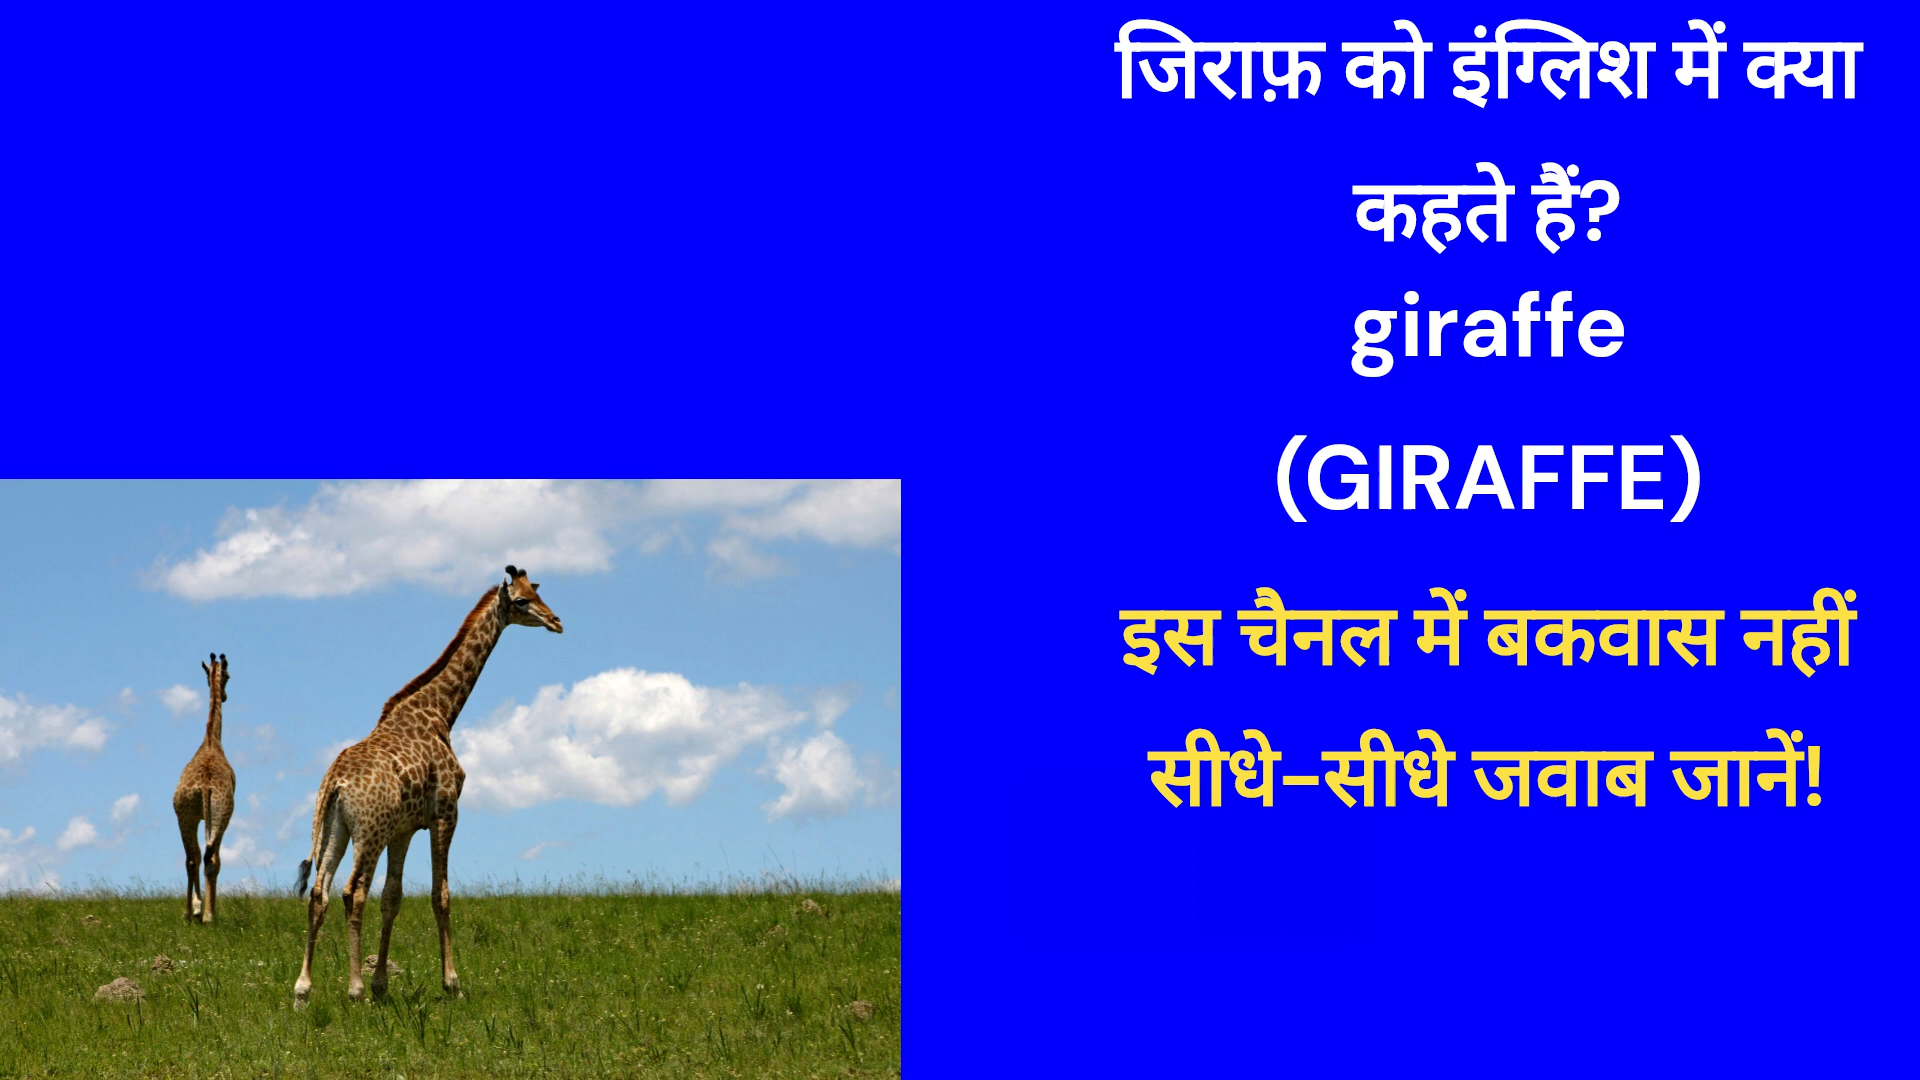 जिराफ़ को इंग्लिश में क्या
कहते हैं?
giraffe
(GIRAFFE)
इस चैनल में बकवास नहीं
सीधे-सीधे जवाब जानें!